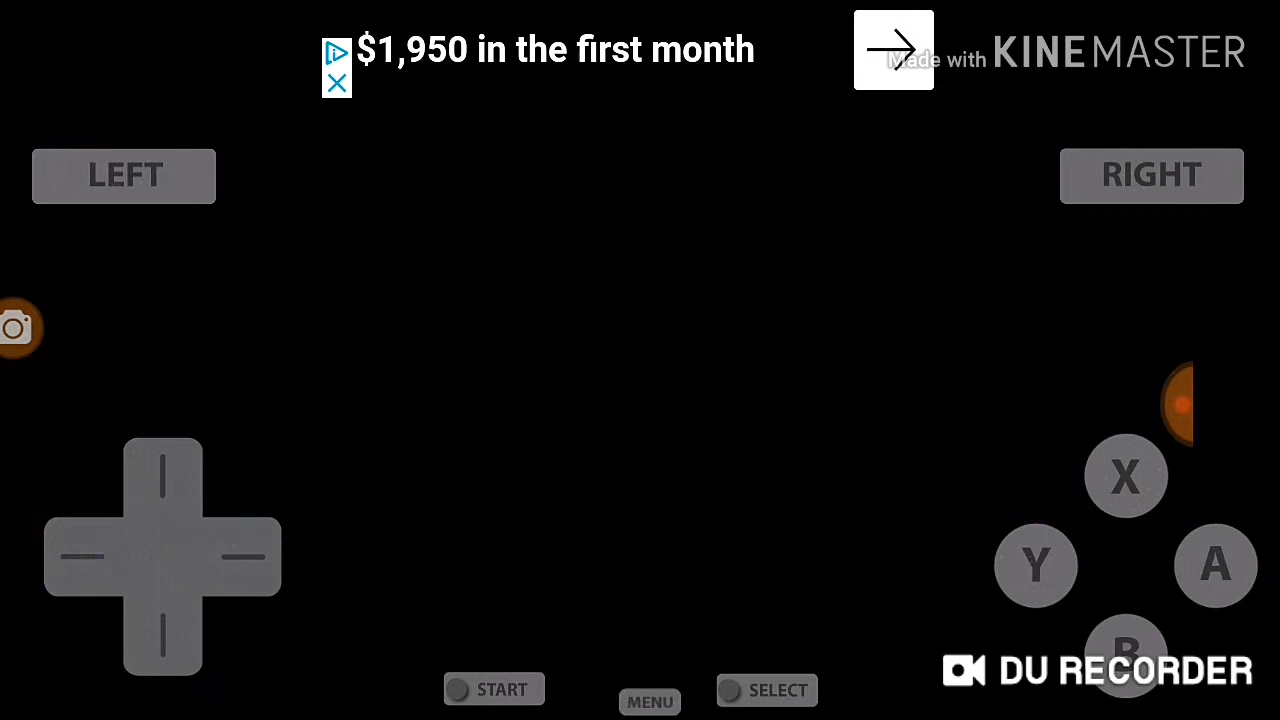 $1,950 in the first month
Made with KINEMASTER
LEFT
RIGHT
X
Y
A
B
DU RECORDER
START
SELECT
MENU